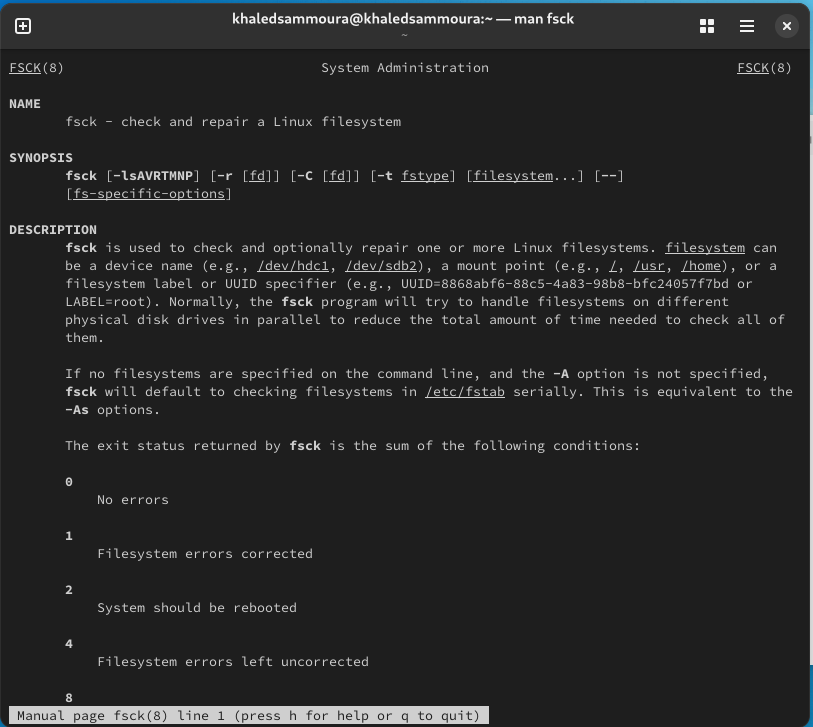 khaledsammoura@khaledsammoura:~ — man fsck
~
FSCK(8) System Administration FSCK(8)
NAME
fsck - check and repair a Linux filesystem
SYNOPSIS
fsck [-lsAVRTMNP] [-r [fd]] [-C [fd]] [-t fstype] [filesystem...] [--]
[fs-specific-options]
DESCRIPTION
fsck is used to check and optionally repair one or more Linux filesystems. filesystem can
be a device name (e.g., /dev/hdc1, /dev/sdb2), a mount point (e.g., /, /usr, /home), or a
filesystem label or UUID specifier (e.g., UUID=8868abf6-88c5-4a83-98b8-bfc24057f7bd or
LABEL=root). Normally, the fsck program will try to handle filesystems on different
physical disk drives in parallel to reduce the total amount of time needed to check all of
them.
If no filesystems are specified on the command line, and the -A option is not specified,
fsck will default to checking filesystems in /etc/fstab serially. This is equivalent to the
-As options.
The exit status returned by fsck is the sum of the following conditions:
0
No errors
1
Filesystem errors corrected
2
System should be rebooted
4
Filesystem errors left uncorrected
8
Manual page fsck(8) line 1 (press h for help or q to quit)